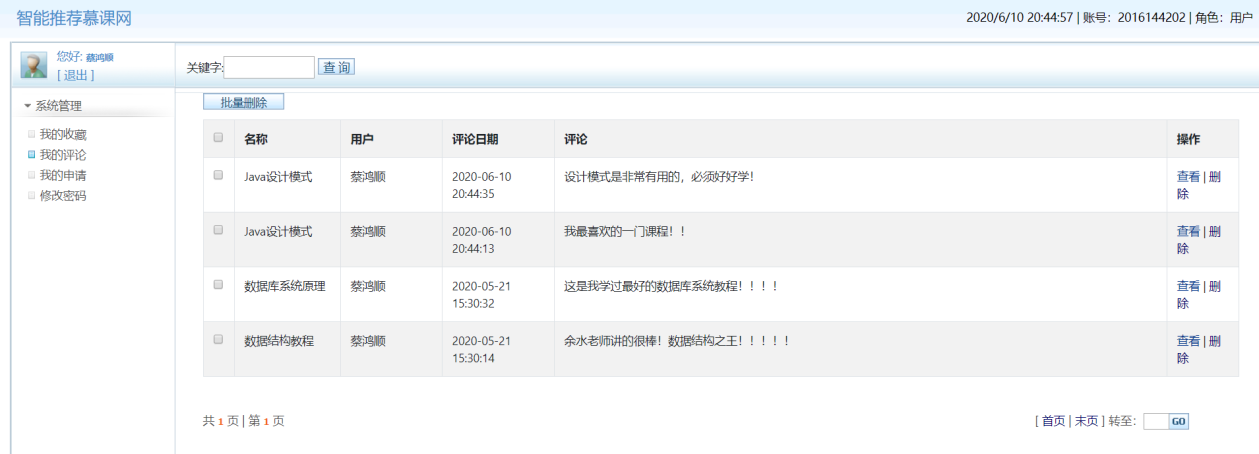 智能推荐慕课网
2020/6/10 20:44:57 | 账号：2016144202 | 角色：用户
您好: 蔡鸿顺
[ 退出 ]
关键字:
查 询
系统管理
我的收藏
我的评论
我的申请
修改密码
批量删除
名称 用户 评论日期 评论 操作
Java设计模式 蔡鸿顺 2020-06-10 设计模式是非常有用的，必须好好学！ 查看 | 删
20:44:35 除
Java设计模式 蔡鸿顺 2020-06-10 我最喜欢的一门课程！！ 查看 | 删
20:44:13 除
数据库系统原理 蔡鸿顺 2020-05-21 这是我学过最好的数据库系统教程！！！！ 查看 | 删
15:30:32 除
数据结构教程 蔡鸿顺 2020-05-21 余水老师讲的很棒！数据结构之王！！！！！ 查看 | 删
15:30:14 除
共 1 页 | 第 1 页 [ 首页 | 末页 ] 转至： GO